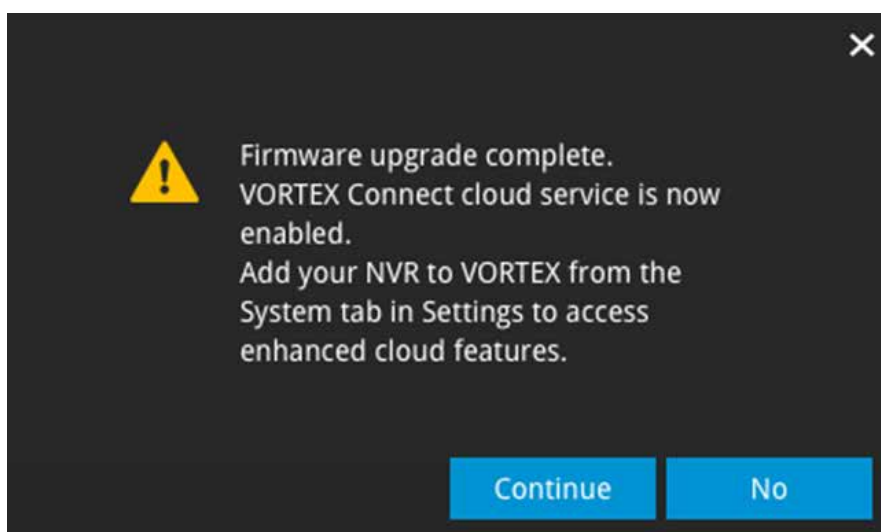 Firmware upgrade complete.
VORTEX Connect cloud service is now
enabled.
Add your NVR to VORTEX from the
System tab in Settings to access
enhanced cloud features.
Continue
No